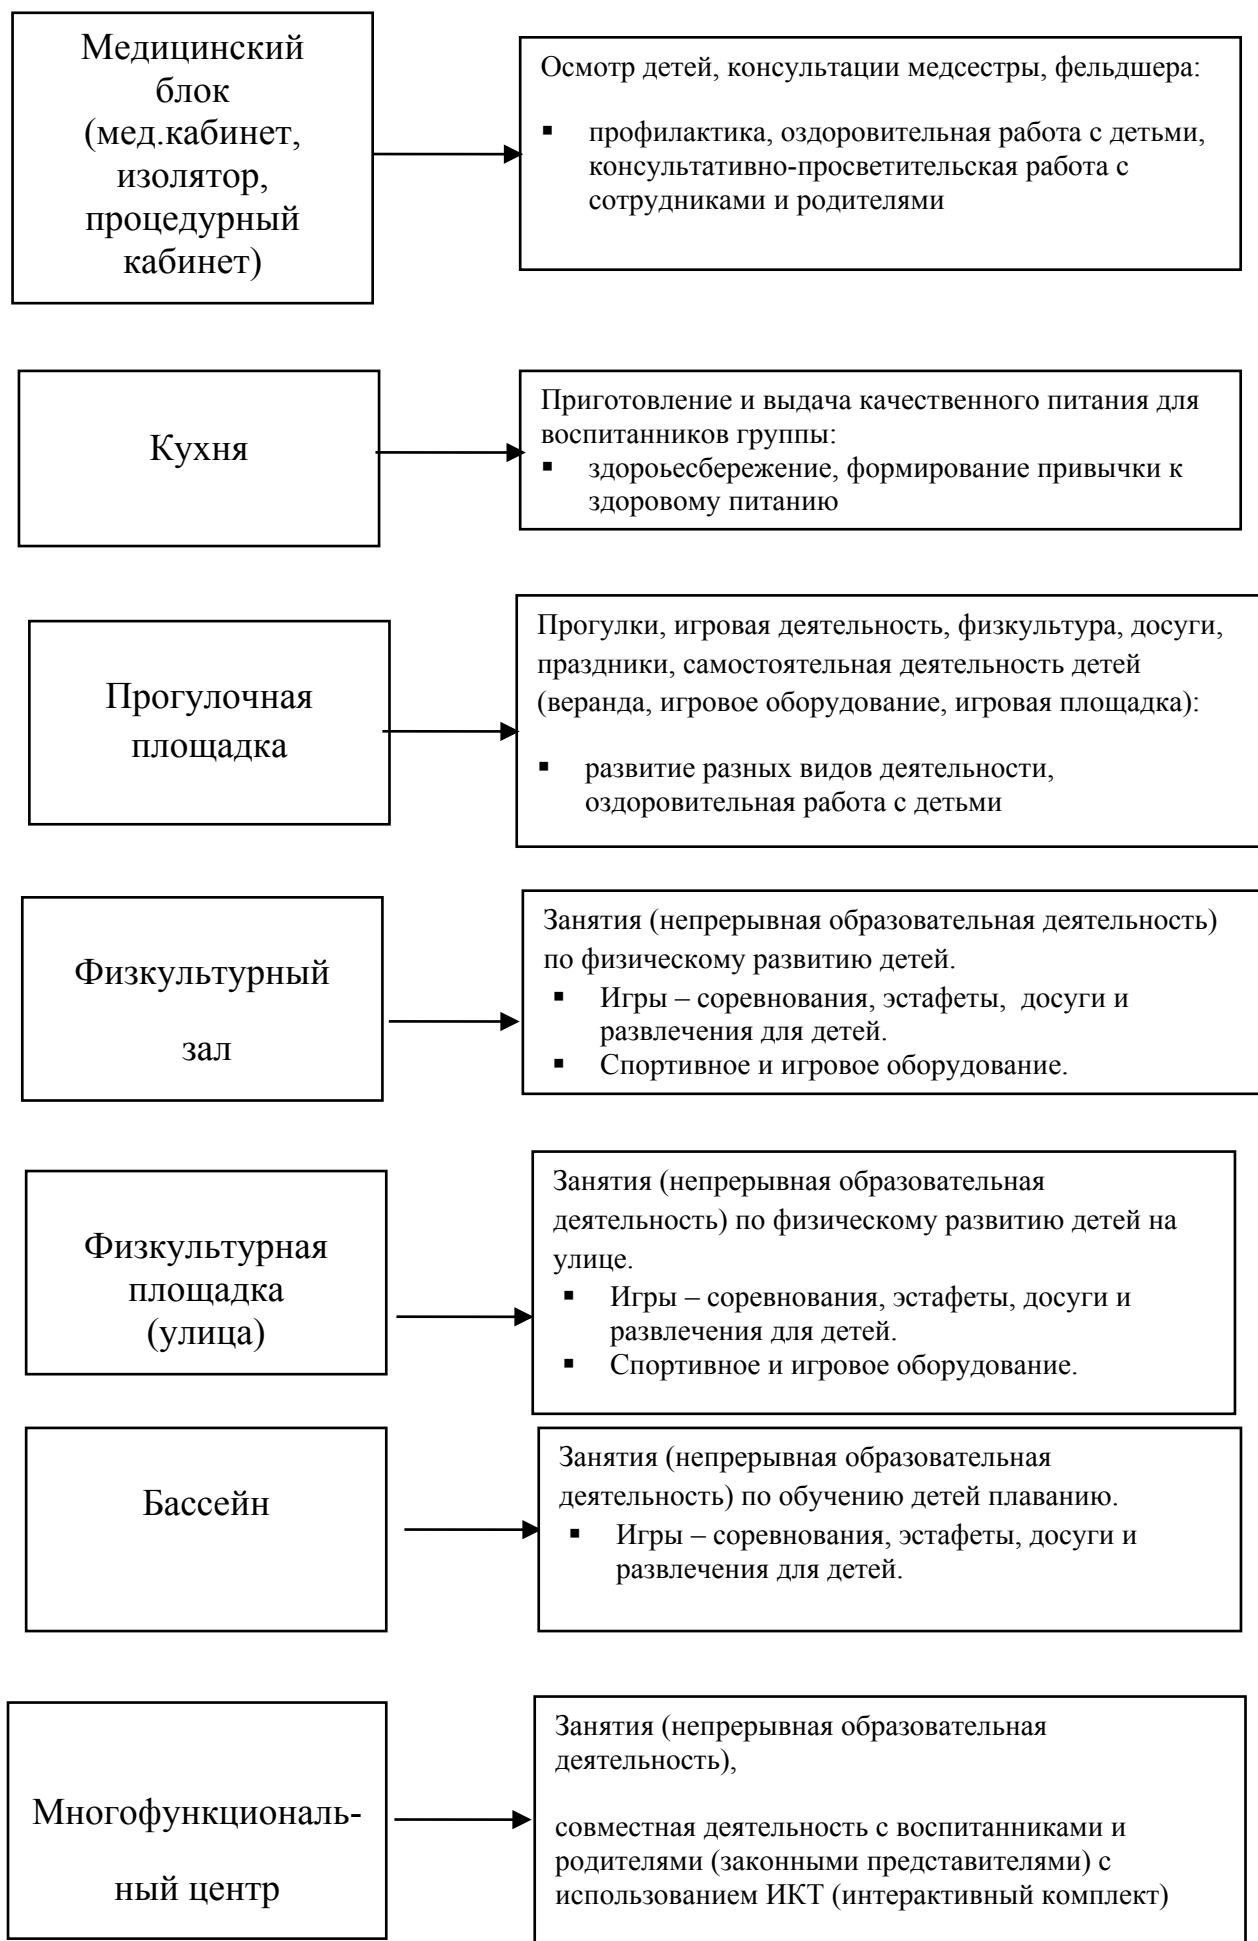 Медицинский
блок
(мед.кабинет,
изолятор,
процедурный
кабинет)
Осмотр детей, консультации медсестры, фельдшера:
▪ профилактика, оздоровительная работа с детьми,
консультативно-просветительская работа с
сотрудниками и родителями
Кухня
Приготовление и выдача качественного питания для
воспитанников группы:
▪ здороьесбережение, формирование привычки к
здоровому питанию
Прогулочная
площадка
Прогулки, игровая деятельность, физкультура, досуги,
праздники, самостоятельная деятельность детей
(веранда, игровое оборудование, игровая площадка):
▪ развитие разных видов деятельности,
оздоровительная работа с детьми
Физкультурный
зал
Занятия (непрерывная образовательная деятельность)
по физическому развитию детей.
▪ Игры – соревнования, эстафеты, досуги и
развлечения для детей.
▪ Спортивное и игровое оборудование.
Физкультурная
площадка
(улица)
Занятия (непрерывная образовательная
деятельность) по физическому развитию детей на
улице.
▪ Игры – соревнования, эстафеты, досуги и
развлечения для детей.
▪ Спортивное и игровое оборудование.
Бассейн
Занятия (непрерывная образовательная
деятельность) по обучению детей плаванию.
▪ Игры – соревнования, эстафеты, досуги и
развлечения для детей.
Многофункциональ-
ный центр
Занятия (непрерывная образовательная
деятельность),
совместная деятельность с воспитанниками и
родителями (законными представителями) с
использованием ИКТ (интерактивный комплект)